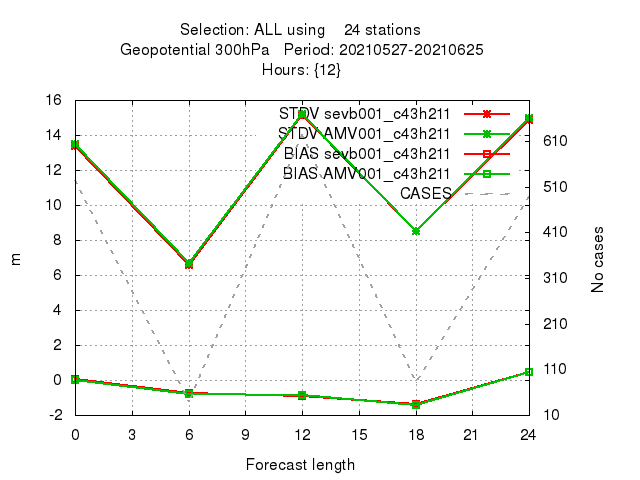 Selection: ALL using    24 stations
Geopotential 300hPa   Period: 20210527-20210625
Hours: {12}
16
14
12
10
8
6
4
2
0
-2
m
STDV sevb001_c43h211
STDV AMV001_c43h211
BIAS sevb001_c43h211
BIAS AMV001_c43h211
CASES
610
510
410
310
210
110
10
No cases
0 3 6 9 12 15 18 21 24
Forecast length